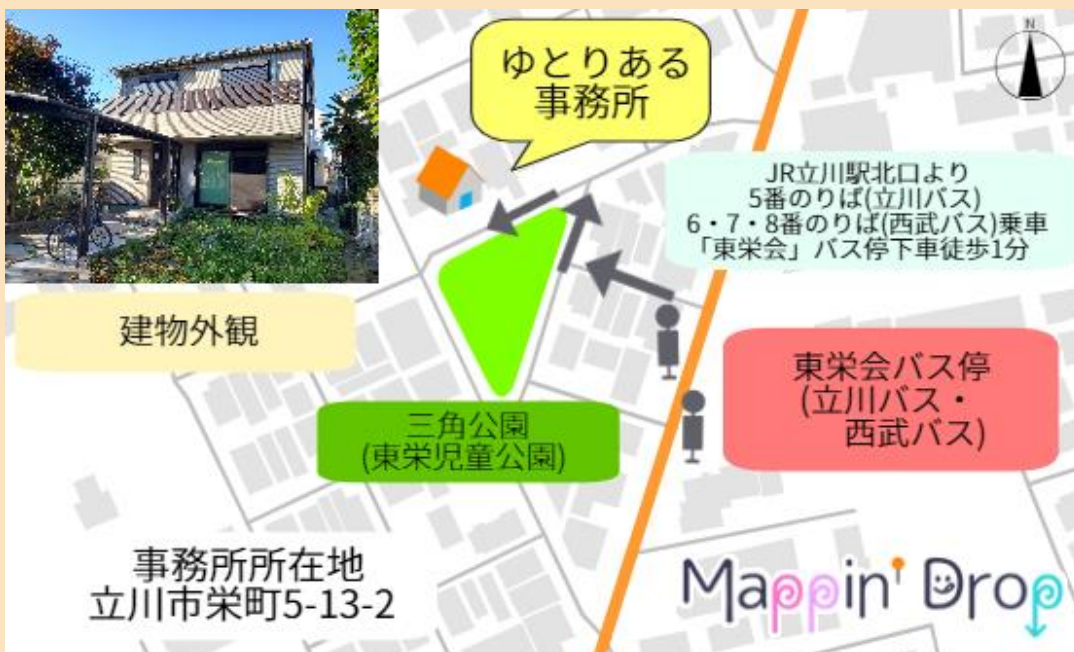 ゆとりある
事務所
N
JR立川駅北口より
5番のりば(立川バス)
6・7・8番のりば(西武バス)乗車
「東栄会」バス停下車徒歩1分
建物外観
東栄会バス停
(立川バス・
西武バス)
三角公園
(東栄児童公園)
事務所所在地
立川市栄町5-13-2
Mappin' Drop